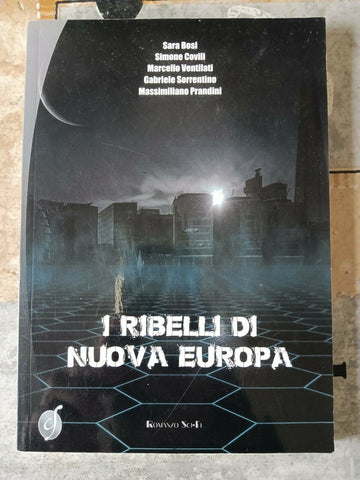 Sara Bosi
Simone Covili
Marcello Ventilati
Gabriele Sorrentino
Massimiliano Prandini
I RIBELLI DI
NUOVA EUROPA
ROMANZO SCI-FI